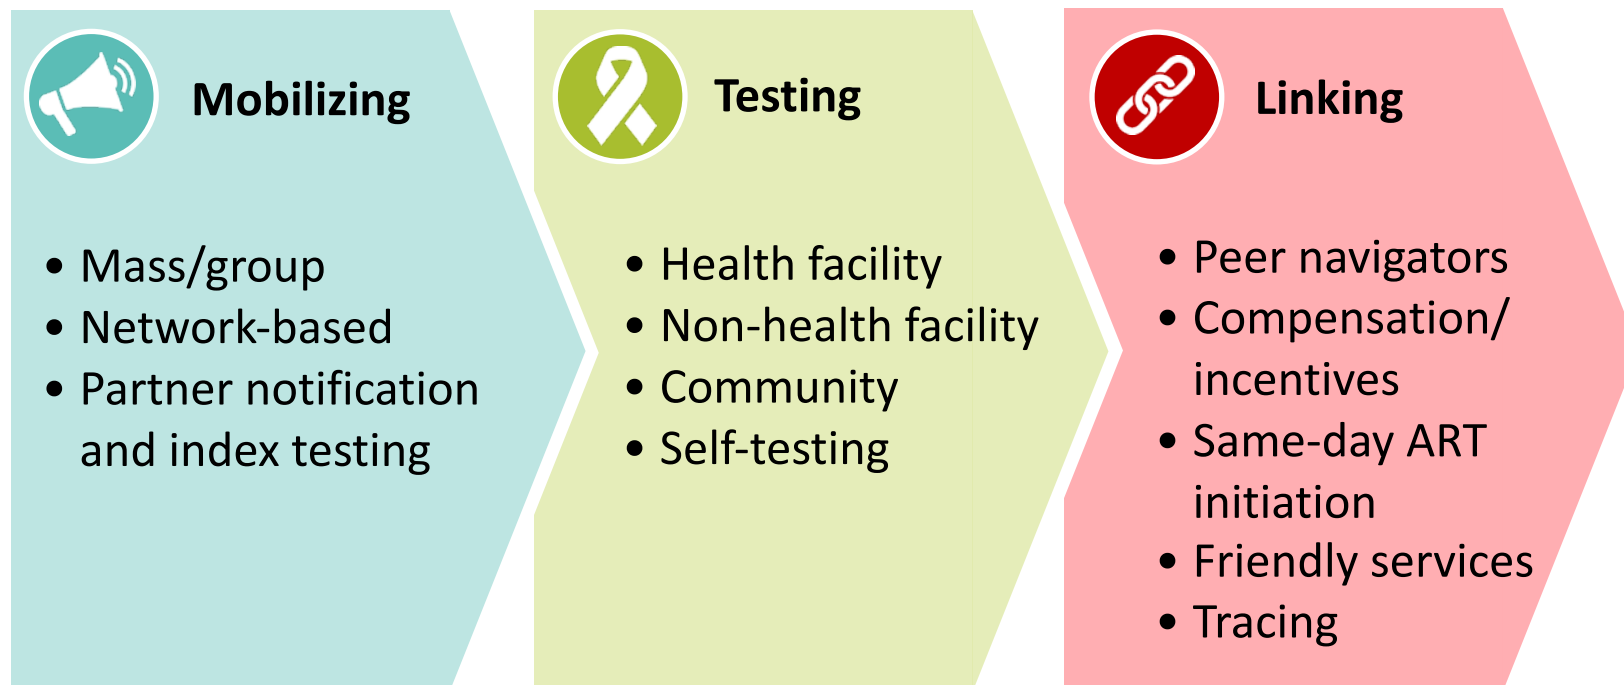 Mobilizing
• Mass/group
• Network-based
• Partner notification
and index testing
Testing
• Health facility
• Non-health facility
• Community
• Self-testing
Linking
• Peer navigators
• Compensation/
incentives
• Same-day ART
initiation
• Friendly services
• Tracing